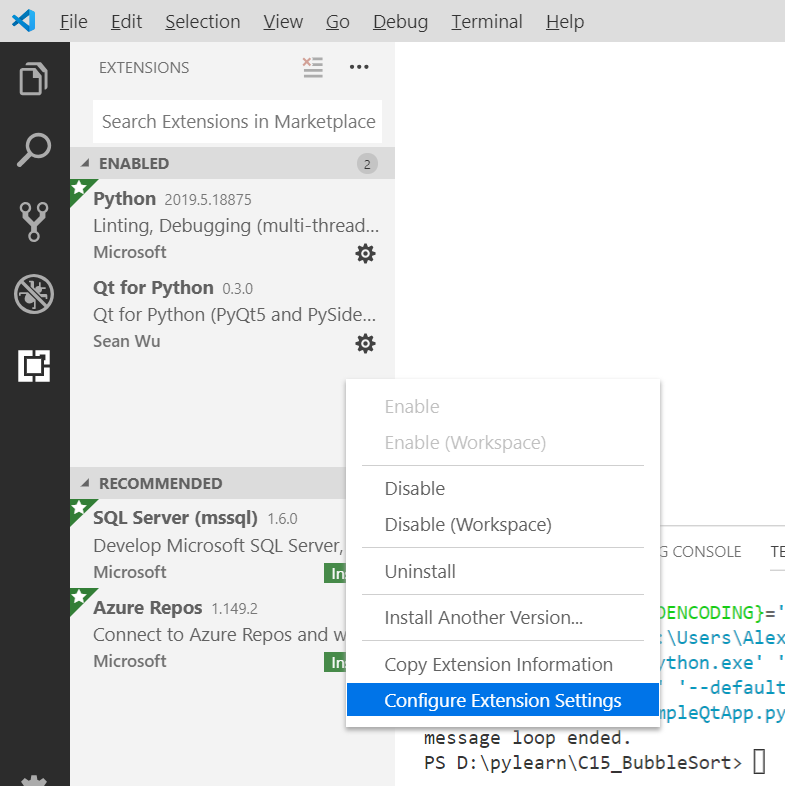 File Edit Selection View Go Debug Terminal Help
EXTENSIONS
Search Extensions in Marketplace
ENABLED 2
Python 2019.5.18875
Linting, Debugging (multi-thread...
Microsoft
Qt for Python 0.3.0
Qt for Python (PyQt5 and PySide...
Sean Wu
Enable
Enable (Workspace)
Disable
Disable (Workspace)
Uninstall
Install Another Version...
Copy Extension Information
Configure Extension Settings
RECOMMENDED
SQL Server (mssql) 1.6.0
Develop Microsoft SQL Server,
Microsoft
Ins
Azure Repos 1.149.2
Connect to Azure Repos and w
Microsoft
Ins
G CONSOLE TE
DENCODING}='
:\Users\Alex
ython.exe' '
' '--default
mpleQtApp.py
message loop ended.
PS D:\pylearn\C15_BubbleSort>